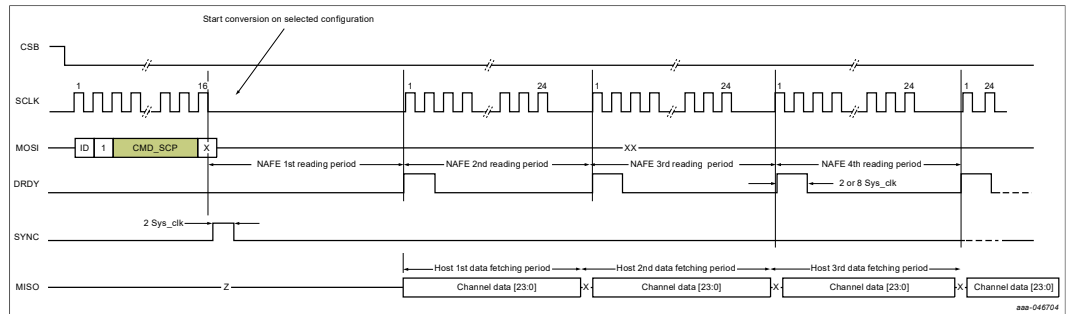 Start conversion on selected configuration
CSB
1 16 1 24 1 24 1 24 1 24
SCLK
MOSI ID 1 CMD_SCP X XX
NAFE 1st reading period NAFE 2nd reading period NAFE 3rd reading period NAFE 4th reading period
DRDY 2 or 8 Sys_clk
2 Sys_clk
SYNC
Host 1st data fetching period Host 2nd data fetching period Host 3rd data fetching period
MISO Z Channel data [23:0] X Channel data [23:0] X Channel data [23:0] X Channel data [23:0]
aaa-046704